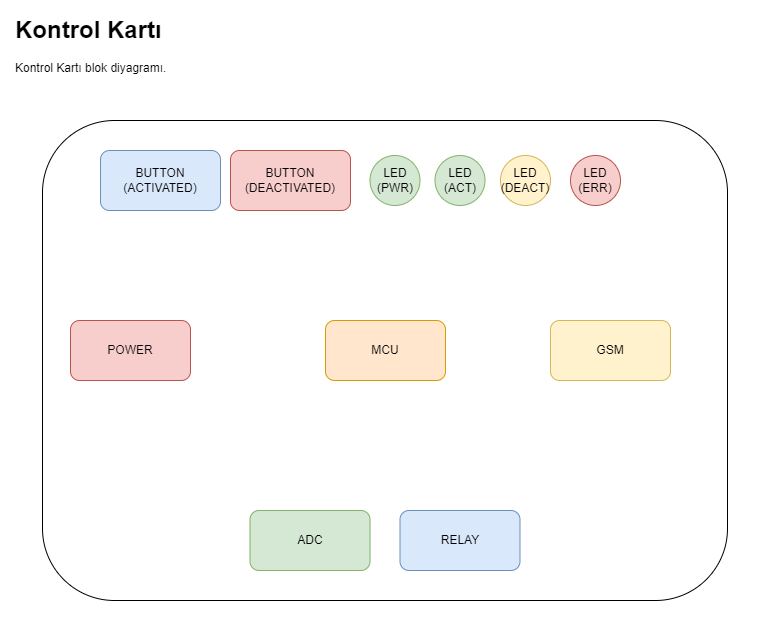 Kontrol Kartı
Kontrol Kartı blok diyagramı.
BUTTON
(ACTIVATED)
BUTTON
(DEACTIVATED)
LED
(PWR)
LED
(ACT)
LED
(DEACT)
LED
(ERR)
POWER
MCU
GSM
ADC
RELAY